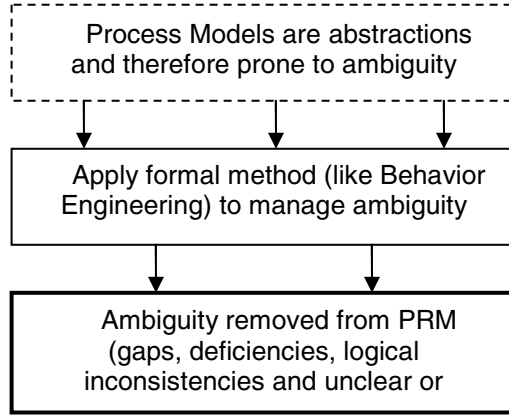 Process Models are abstractions
and therefore prone to ambiguity
Apply formal method (like Behavior
Engineering) to manage ambiguity
Ambiguity removed from PRM
(gaps, deficiencies, logical
inconsistencies and unclear or